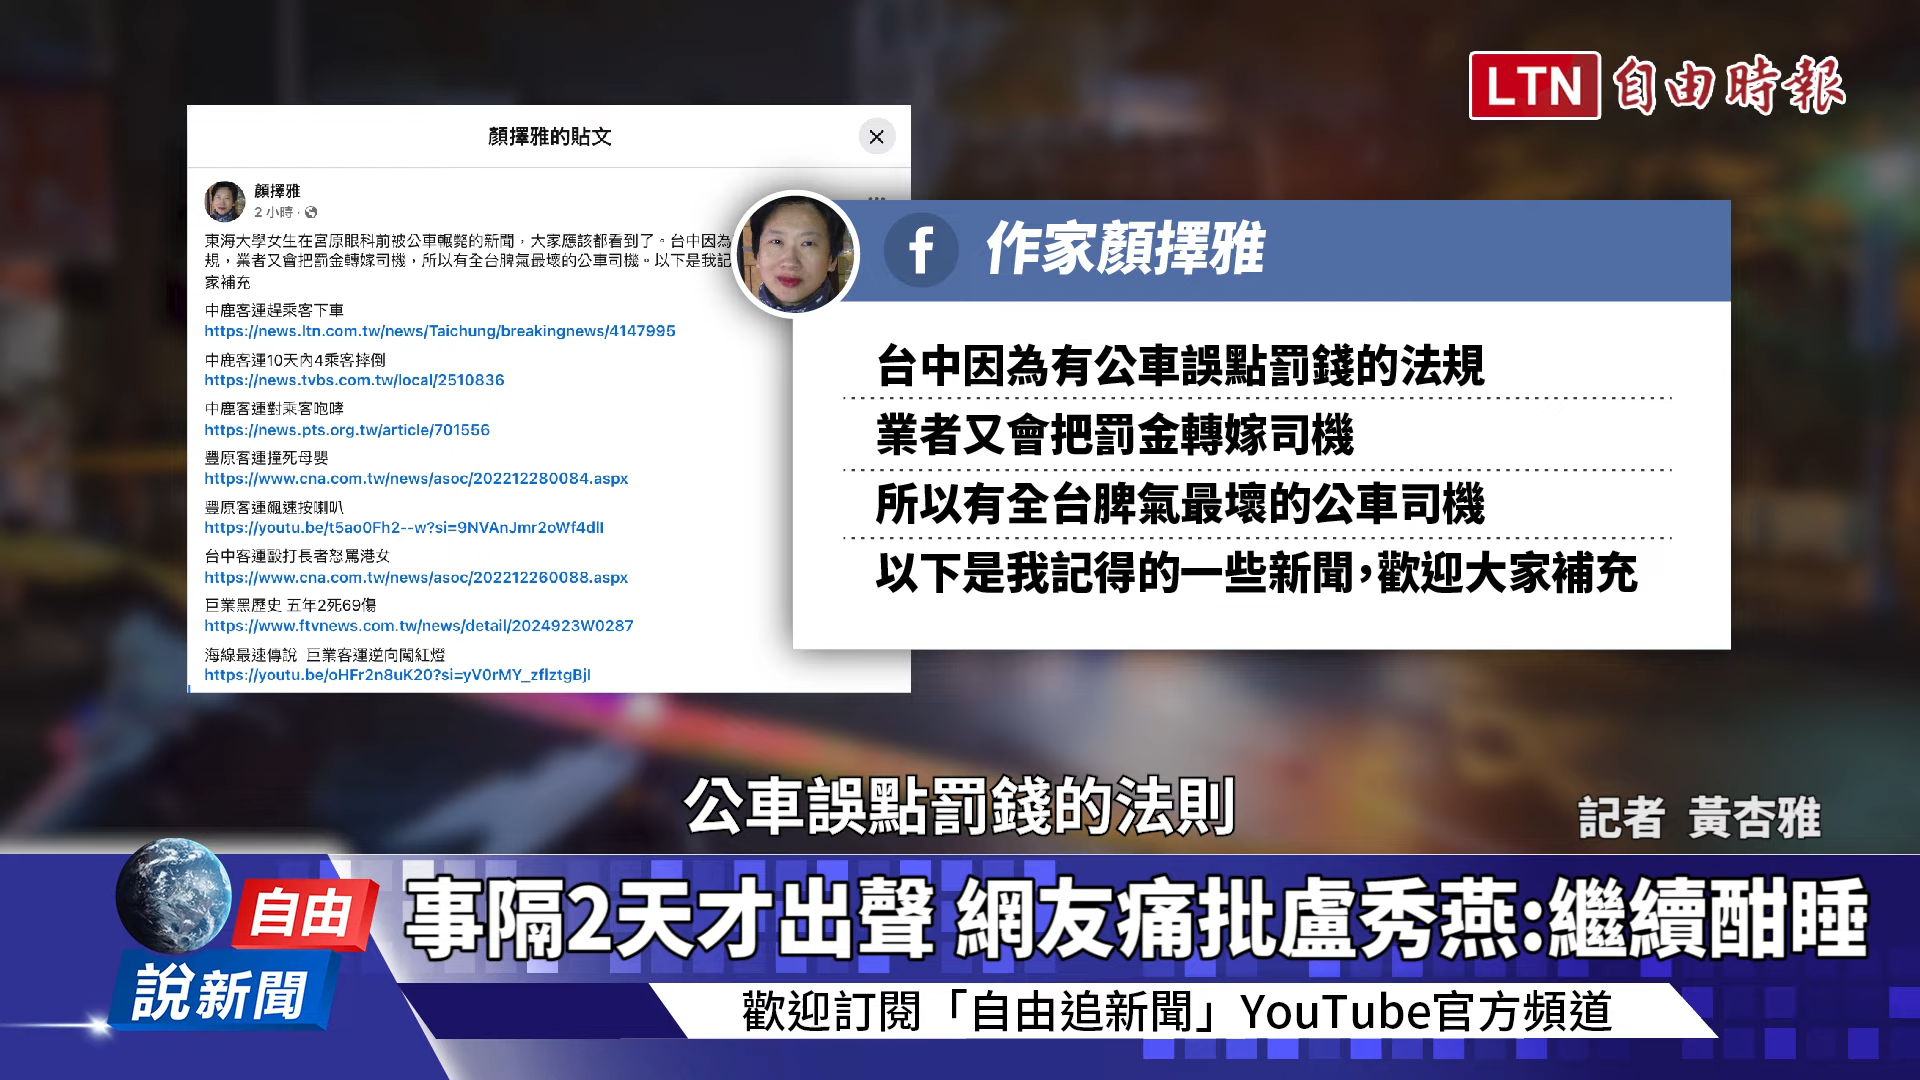 LTN 自由時報
顏擇雅的貼文
顏擇雅
2 小時
東海大學女生在宮原眼科前被公車輾斃的新聞，大家應該都看到了。台中因為
規，業者又會把罰金轉嫁司機，所以有全台脾氣最壞的公車司機。以下是我記
家補充
中鹿客運趕乘客下車
https://news.ltn.com.tw/news/Taichung/breakingnews/4147995
中鹿客運10天內4乘客摔倒
https://news.tvbs.com.tw/local/2510836
中鹿客運對乘客咆哮
https://news.pts.org.tw/article/701556
豐原客運撞死母嬰
https://www.cna.com.tw/news/asoc/202212280084.aspx
豐原客運飆速按喇叭
https://youtu.be/t5ao0Fh2--w?si=9NVAnJmr2oWf4dlI
台中客運毆打長者怒罵港女
https://www.cna.com.tw/news/asoc/202212260088.aspx
巨業黑歷史 五年2死69傷
https://www.ftvnews.com.tw/news/detail/2024923W0287
海線最速傳說 巨業客運逆向闖紅燈
https://youtu.be/oHFr2n8uK20?si=yV0rMY_zflztgBjl
作家顏擇雅
台中因為有公車誤點罰錢的法規
業者又會把罰金轉嫁司機
所以有全台脾氣最壞的公車司機
以下是我記得的一些新聞，歡迎大家補充
公車誤點罰錢的法則
記者 黃杏雅
自由
說新聞
事隔2天才出聲 網友痛批盧秀燕:繼續酣睡
歡迎訂閱「自由追新聞」YouTube官方頻道